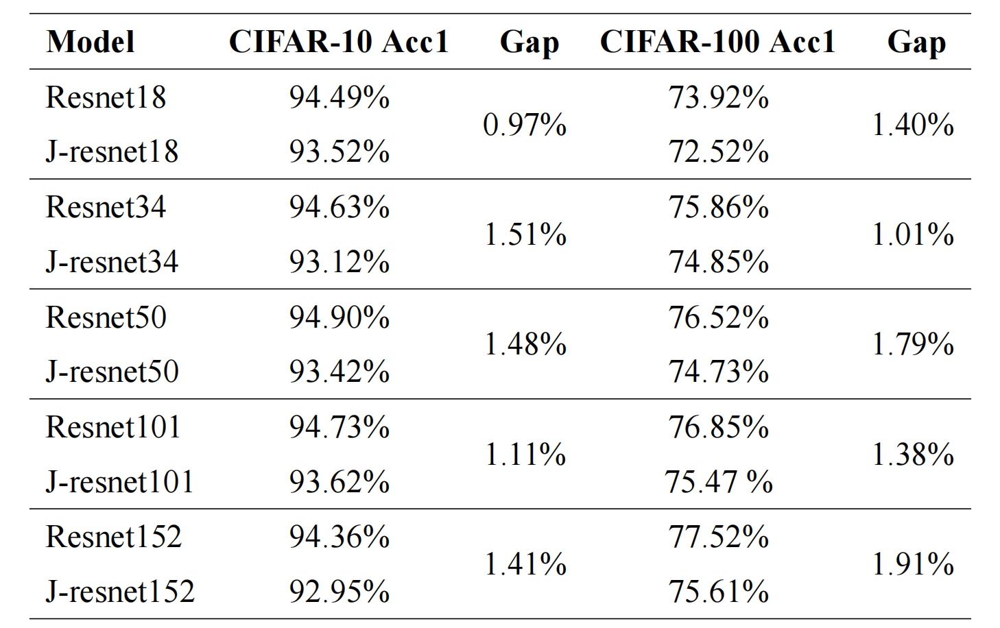 Model CIFAR-10 Acc1 Gap CIFAR-100 Acc1 Gap
Resnet18 94.49% 73.92%
0.97% 1.40%
J-resnet18 93.52% 72.52%
Resnet34 94.63% 75.86%
1.51% 1.01%
J-resnet34 93.12% 74.85%
Resnet50 94.90% 76.52%
1.48% 1.79%
J-resnet50 93.42% 74.73%
Resnet101 94.73% 76.85%
1.11% 1.38%
J-resnet101 93.62% 75.47 %
Resnet152 94.36% 77.52%
1.41% 1.91%
J-resnet152 92.95% 75.61%